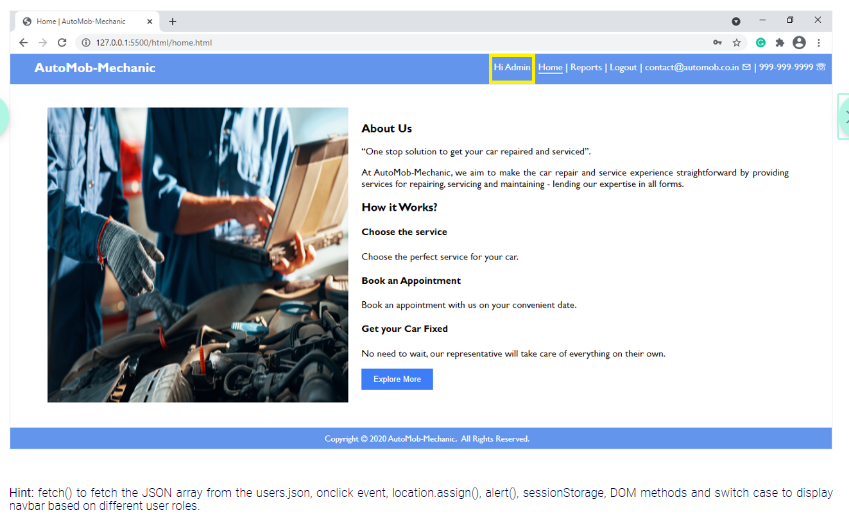 Home | AutoMob-Mechanic
127.0.0.1:5500/html/home.html
AutoMob-Mechanic
Hi Admin Home | Reports | Logout | contact@automob.co.in ✉ | 999-999-9999 ☏
About Us
“One stop solution to get your car repaired and serviced”.
At AutoMob-Mechanic, we aim to make the car repair and service experience straightforward by providing
services for repairing, servicing and maintaining - lending our expertise in all forms.
How it Works?
Choose the service
Choose the perfect service for your car.
Book an Appointment
Book an appointment with us on your convenient date.
Get your Car Fixed
No need to wait, our representative will take care of everything on their own.
Explore More
Copyright © 2020 AutoMob-Mechanic. All Rights Reserved.
Hint: fetch() to fetch the JSON array from the users.json, onclick event, location.assign(), alert(), sessionStorage, DOM methods and switch case to display
navbar based on different user roles.